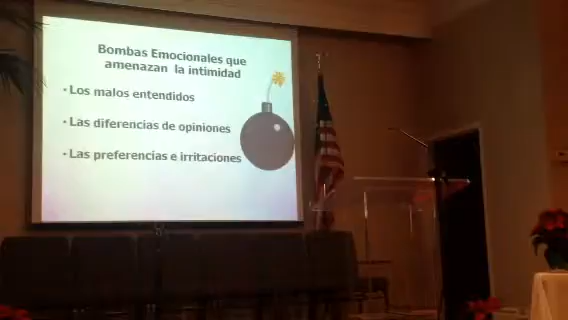 Bombas Emocionales que
amenazan la intimidad
• Los malos entendidos
• Las diferencias de opiniones
• Las preferencias e irritaciones